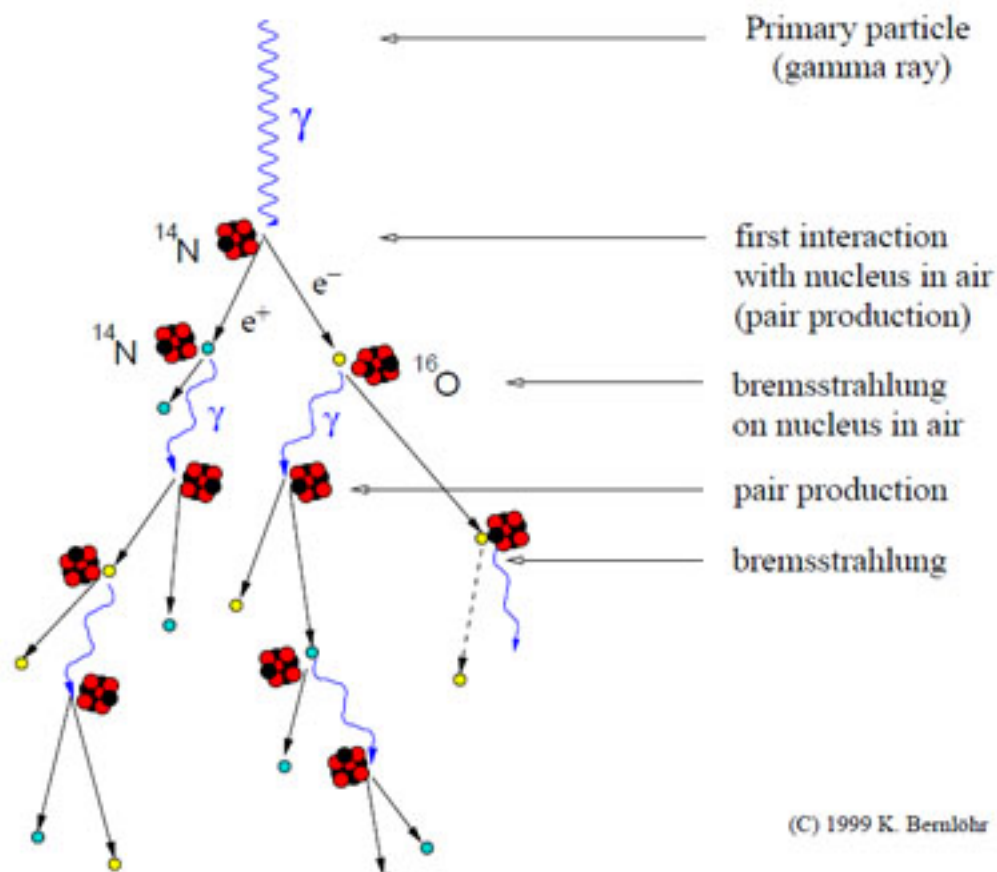 Primary particle
(gamma ray)
γ
¹⁴N
first interaction
with nucleus in air
(pair production)
e⁻
e⁺
¹⁴N
¹⁶O
bremsstrahlung
on nucleus in air
γ
γ
pair production
bremsstrahlung
(C) 1999 K. Bernlöhr